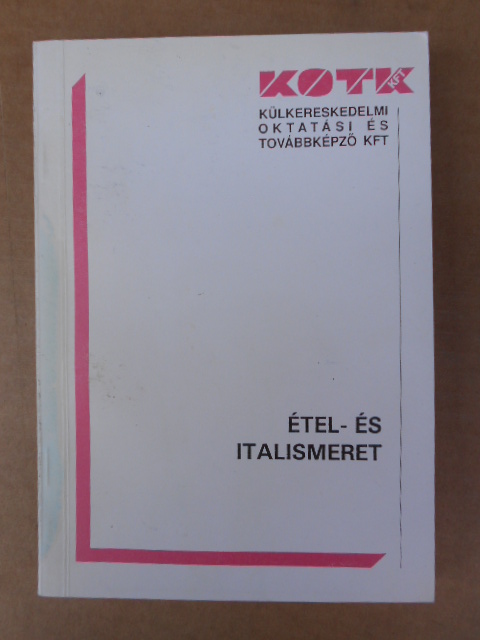 KOTK KFT
KÜLKERESKEDELMI
OKTATÁSI ÉS
TOVÁBBKÉPZŐ KFT
ÉTEL- ÉS
ITALISMERET